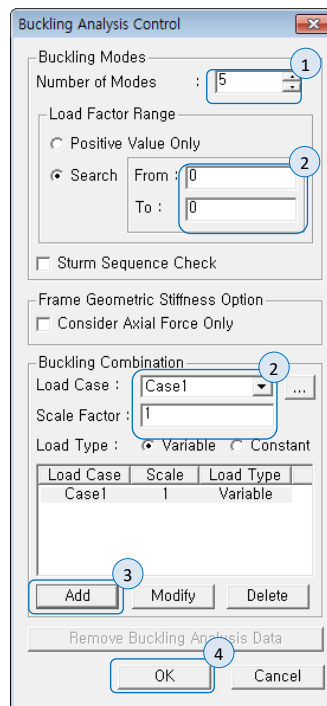 Buckling Analysis Control
Buckling Modes
1
Number of Modes : 5
Load Factor Range
Positive Value Only
2
Search From : 0
To : 0
Sturm Sequence Check
Frame Geometric Stiffness Option
Consider Axial Force Only
Buckling Combination
2
Load Case : Case1 ...
Scale Factor : 1
Load Type : Variable Constant
Load Case Scale Load Type
Case1 1 Variable
3
Add Modify Delete
Remove Buckling Analysis Data
4
OK Cancel